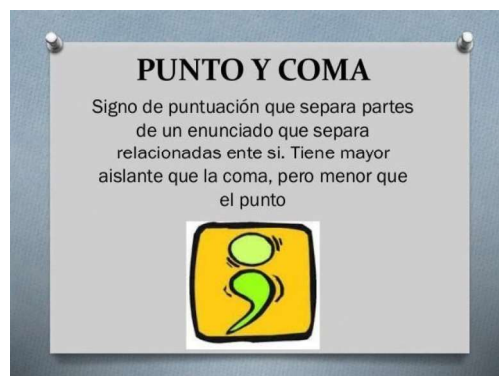 PUNTO Y COMA
Signo de puntuación que separa partes
de un enunciado que separa
relacionadas ente si. Tiene mayor
aislante que la coma, pero menor que
el punto